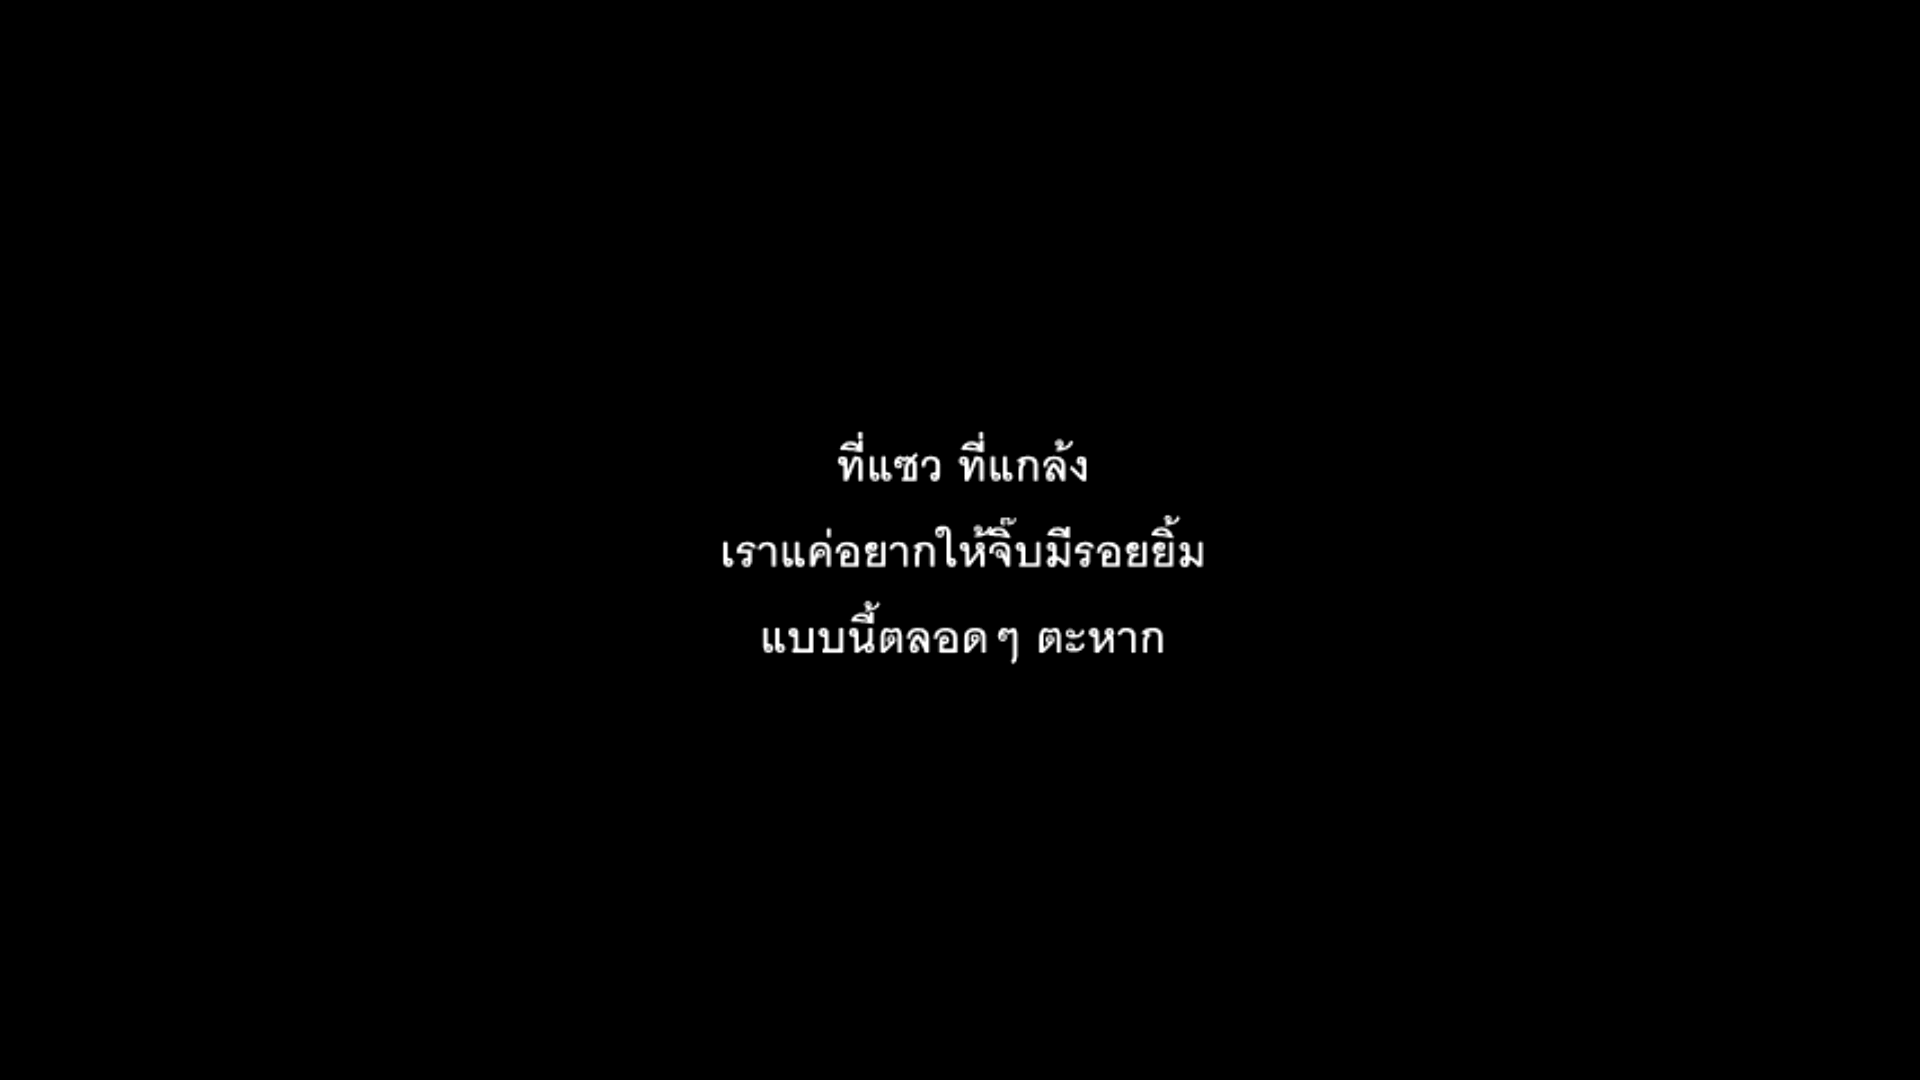 ที่แซว ที่แกล้ง
เราแค่อยากให้จิ๊บมีรอยยิ้ม
แบบนี้ตลอดๆ ตะหาก